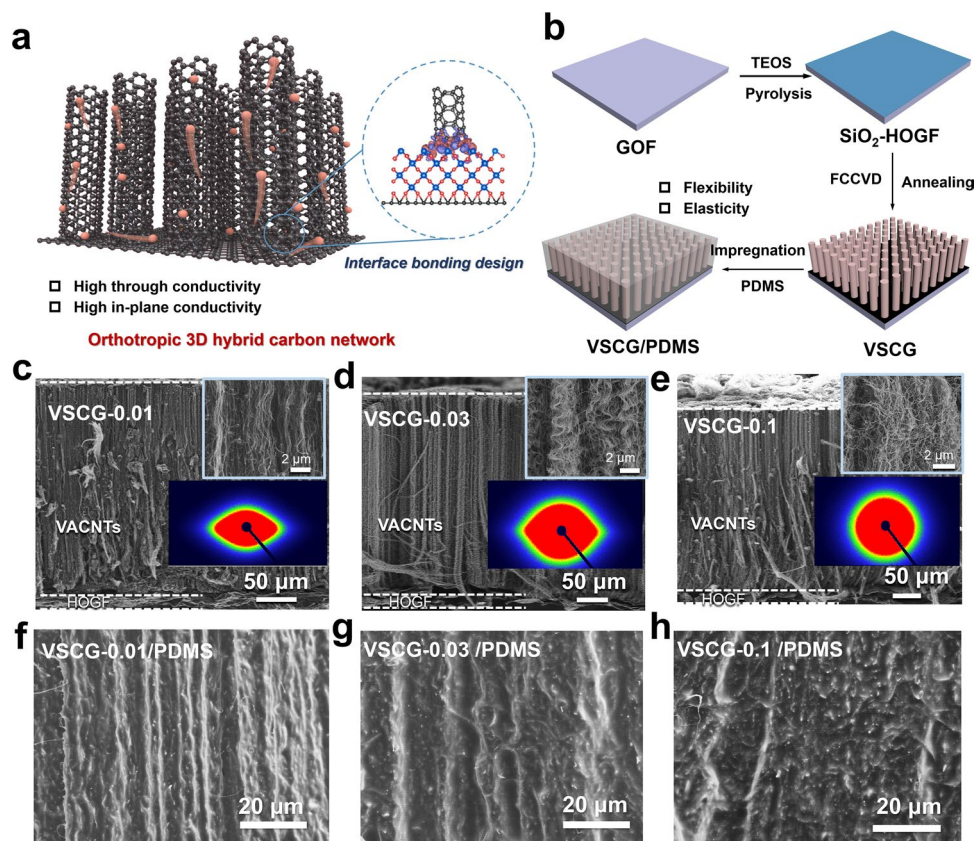 a
Interface bonding design
High through conductivity
High in-plane conductivity
Orthotropic 3D hybrid carbon network
b
GOF
TEOS
Pyrolysis
SiO₂-HOGF
FCCVD
Annealing
Flexibility
Elasticity
Impregnation
PDMS
VSCG/PDMS
VSCG
c
VSCG-0.01
2 μm
VACNTs
50 μm
HOGF
d
VSCG-0.03
2 μm
VACNTs
50 μm
HOGF
e
VSCG-0.1
2 μm
VACNTs
50 μm
HOGF
f
VSCG-0.01/PDMS
20 μm
g
VSCG-0.03 /PDMS
20 μm
h
VSCG-0.1 /PDMS
20 μm